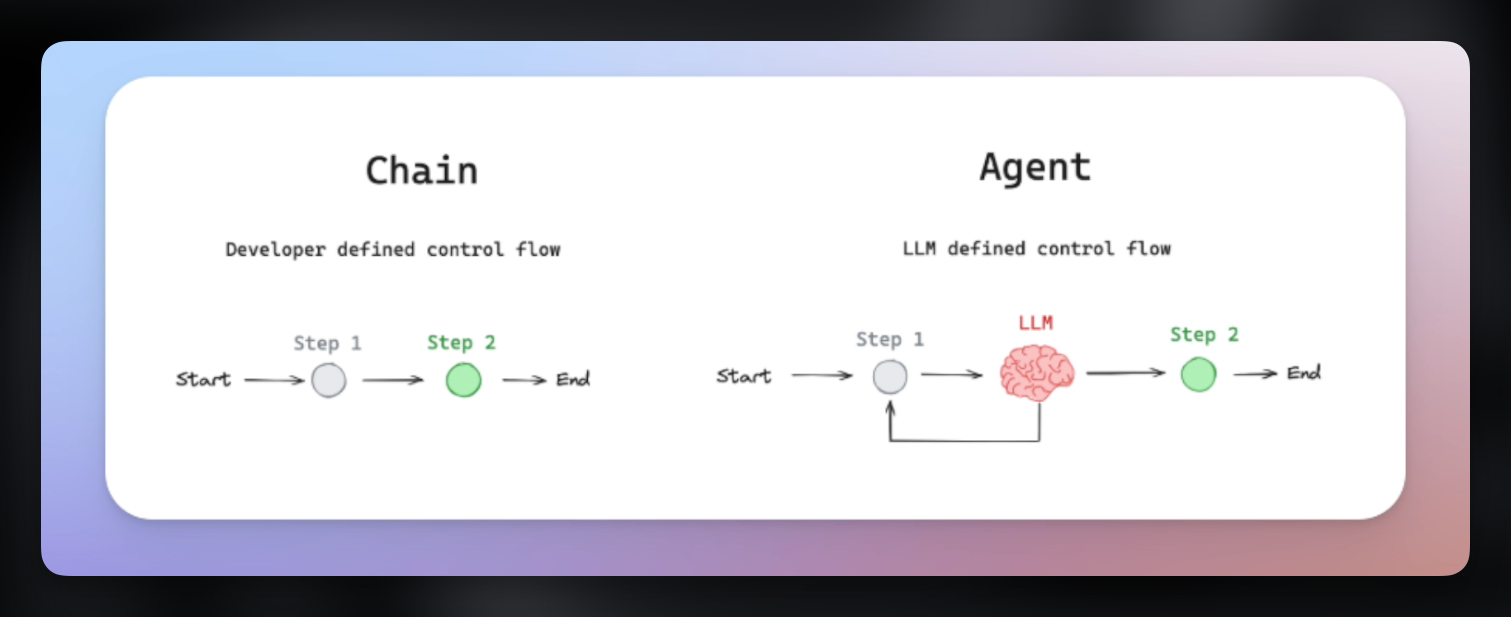 Chain
Developer defined control flow
Step 1
Step 2
Start
End
Agent
LLM defined control flow
Step 1
LLM
Step 2
Start
End